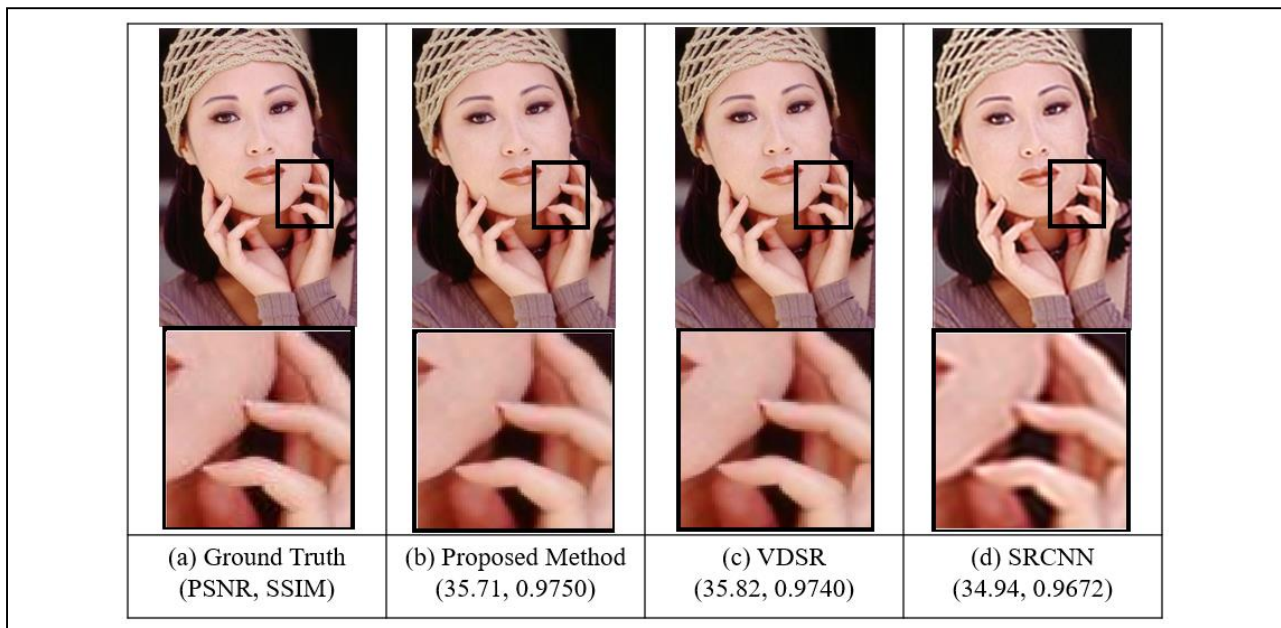 (a) Ground Truth
(PSNR, SSIM)
(b) Proposed Method
(35.71, 0.9750)
(c) VDSR
(35.82, 0.9740)
(d) SRCNN
(34.94, 0.9672)